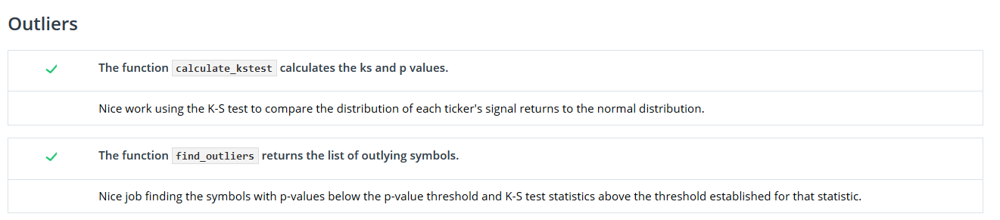 Outliers
The function calculate_kstest calculates the ks and p values.
Nice work using the K-S test to compare the distribution of each ticker's signal returns to the normal distribution.
The function find_outliers returns the list of outlying symbols.
Nice job finding the symbols with p-values below the p-value threshold and K-S test statistics above the threshold established for that statistic.